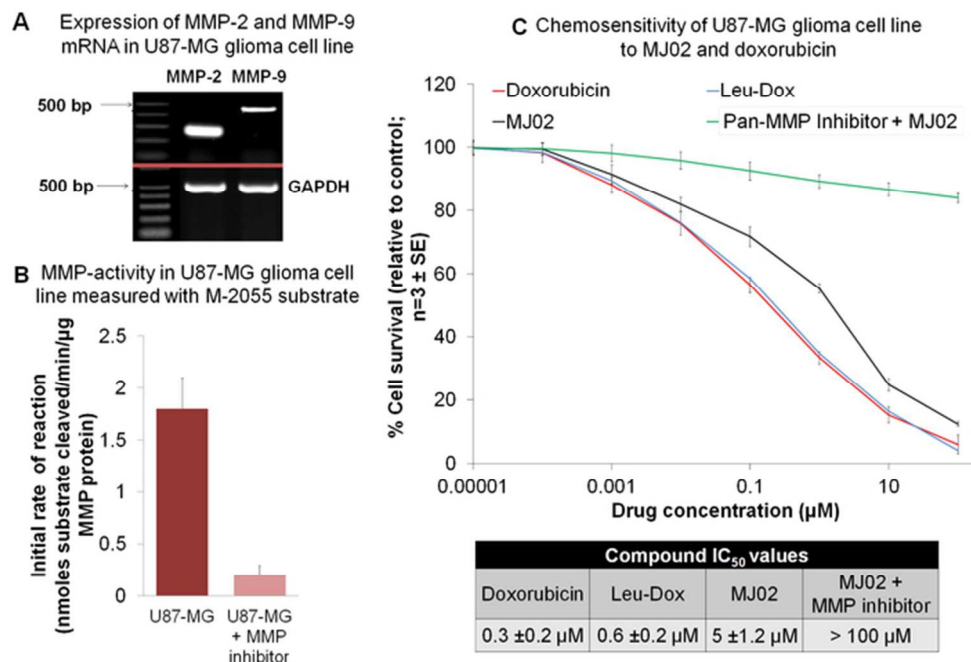 A
Expression of MMP-2 and MMP-9
mRNA in U87-MG glioma cell line
MMP-2 MMP-9
500 bp
500 bp
GAPDH
B
MMP-activity in U87-MG glioma cell
line measured with M-2055 substrate
Initial rate of reaction
(nmoles substrate cleaved/min/µg
MMP protein)
2.5
2
1.5
1
0.5
0
U87-MG
U87-MG
+ MMP
inhibitor
C
Chemosensitivity of U87-MG glioma cell line
to MJ02 and doxorubicin
% Cell survival (relative to control;
n=3 ± SE)
120
100
80
60
40
20
0
Doxorubicin
Leu-Dox
MJ02
Pan-MMP Inhibitor + MJ02
0.00001 0.001 0.1 10
Drug concentration (µM)
Compound IC50 values
Doxorubicin
Leu-Dox
MJ02
MJ02 +
MMP inhibitor
0.3 ±0.2 µM
0.6 ±0.2 µM
5 ±1.2 µM
> 100 µM